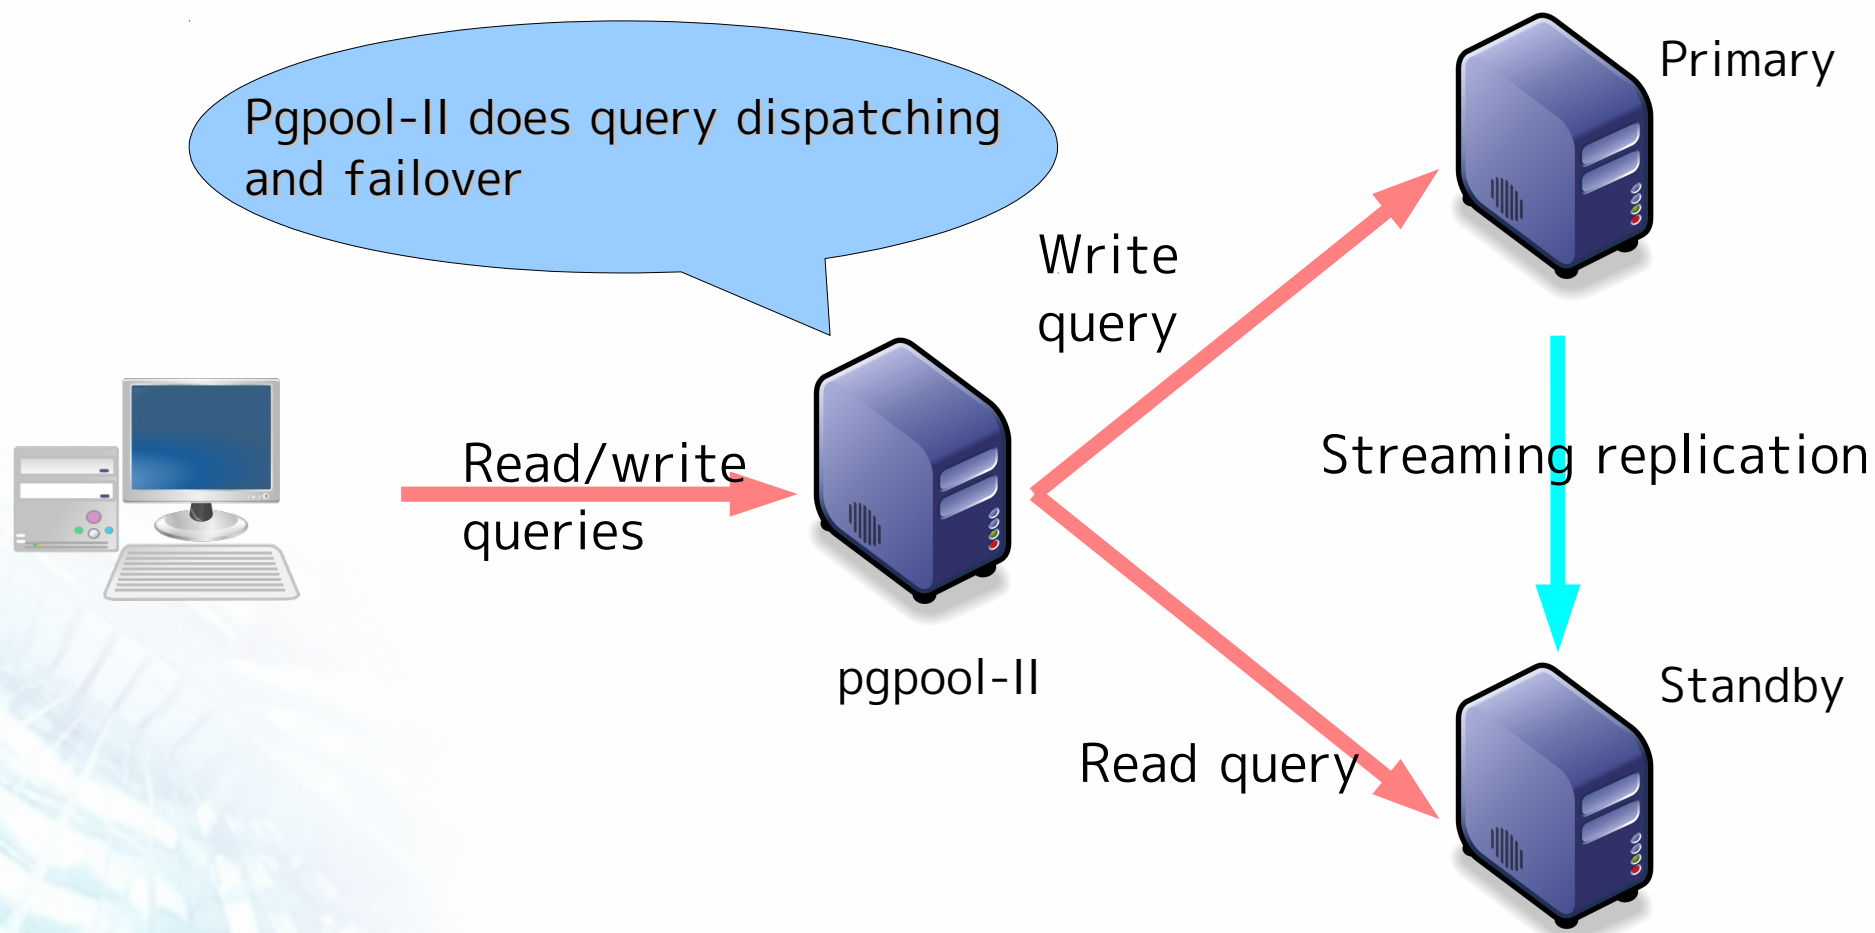 Pgpool-II does query dispatching
and failover
Primary
Write
query
Read/write
queries
Streaming replication
pgpool-II
Standby
Read query